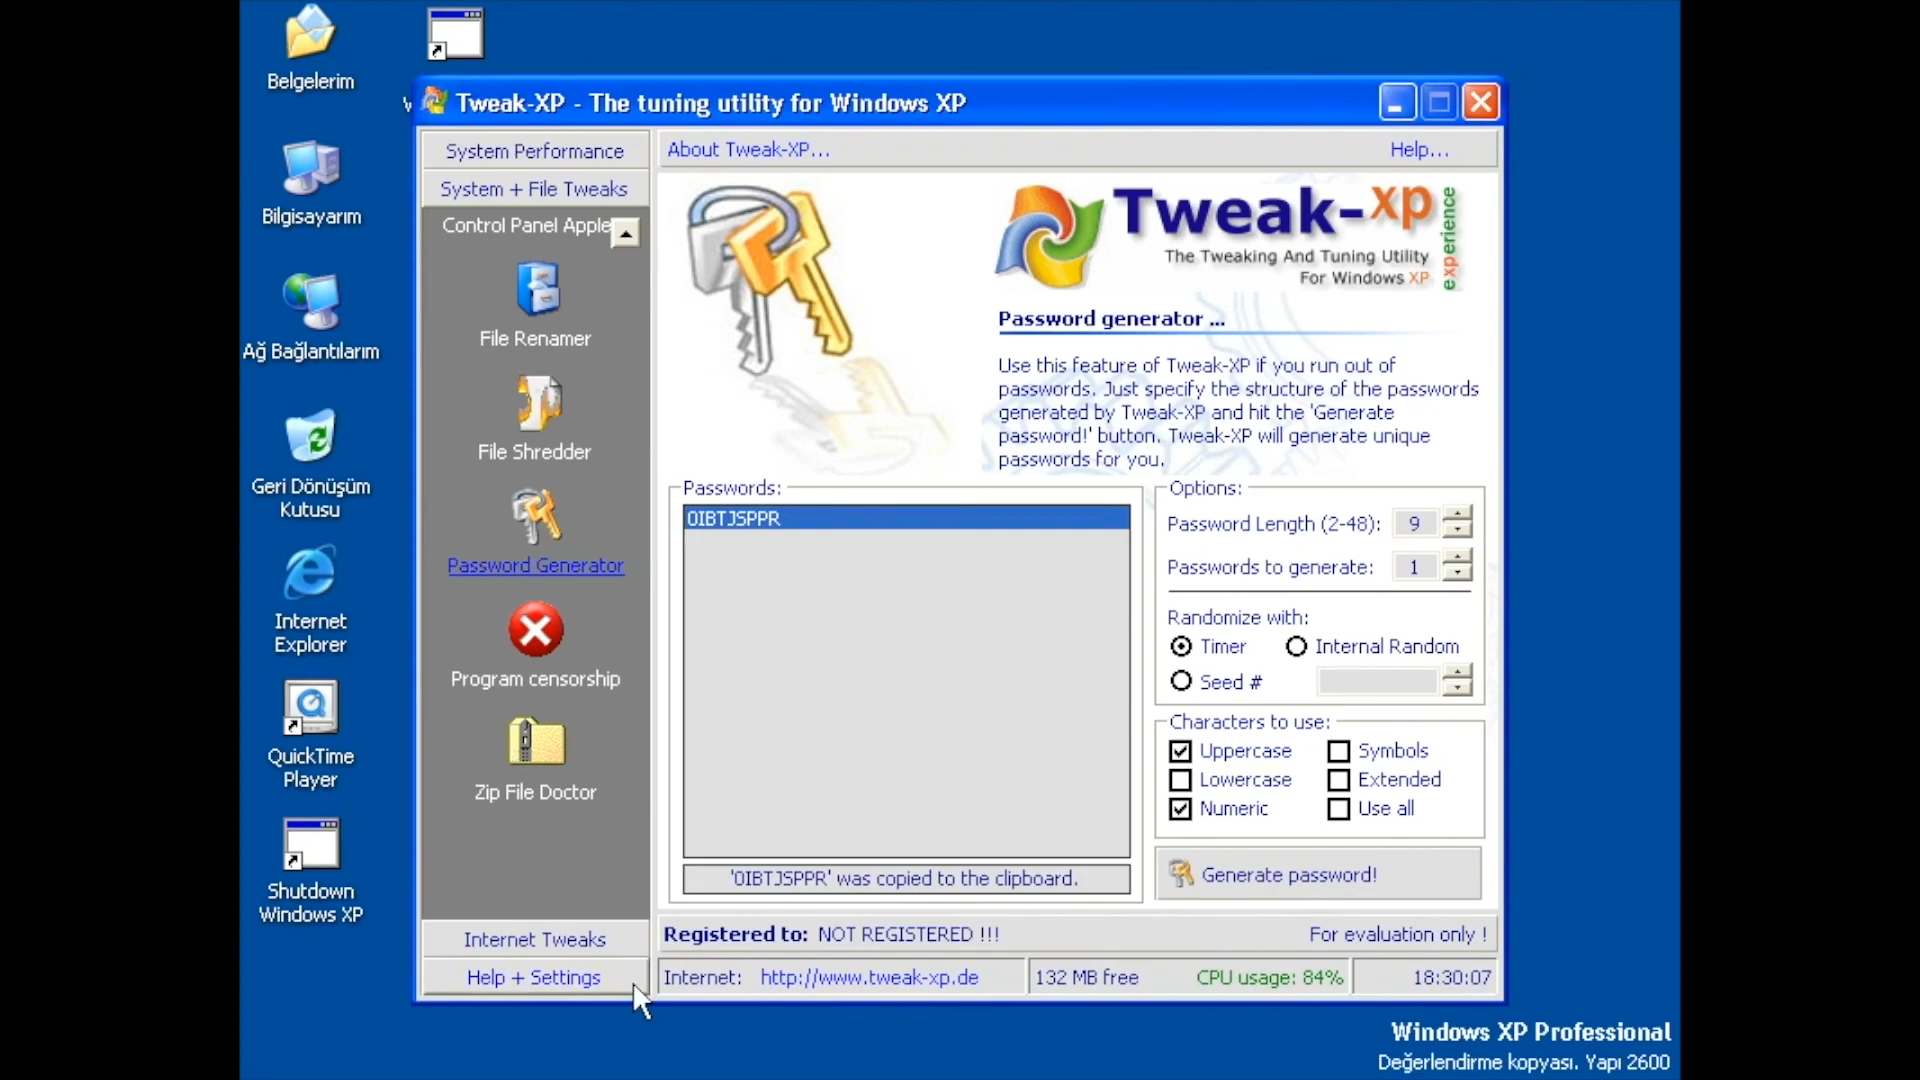 Belgelerim
Bilgisayarım
Ağ Bağlantılarım
Geri Dönüşüm
Kutusu
Internet
Explorer
QuickTime
Player
Shutdown
Windows XP
Tweak-XP - The tuning utility for Windows XP
System Performance
System + File Tweaks
Control Panel Apple
File Renamer
File Shredder
Password Generator
Program censorship
Zip File Doctor
Internet Tweaks
Help + Settings
About Tweak-XP...
Help...
Tweak-xp
experience
The Tweaking And Tuning Utility
For Windows XP
Password generator ...
Use this feature of Tweak-XP if you run out of
passwords. Just specify the structure of the passwords
generated by Tweak-XP and hit the 'Generate
password!' button. Tweak-XP will generate unique
passwords for you.
Passwords:
OIBTJSPPR
'OIBTJSPPR' was copied to the clipboard.
Options:
Password Length (2-48): 9
Passwords to generate: 1
Randomize with:
Timer Internal Random
Seed #
Characters to use:
Uppercase Symbols
Lowercase Extended
Numeric Use all
Generate password!
Registered to: NOT REGISTERED !!! For evaluation only !
Internet: http://www.tweak-xp.de 132 MB free CPU usage: 84% 18:30:07
Windows XP Professional
Değerlendirme kopyası. Yapı 2600